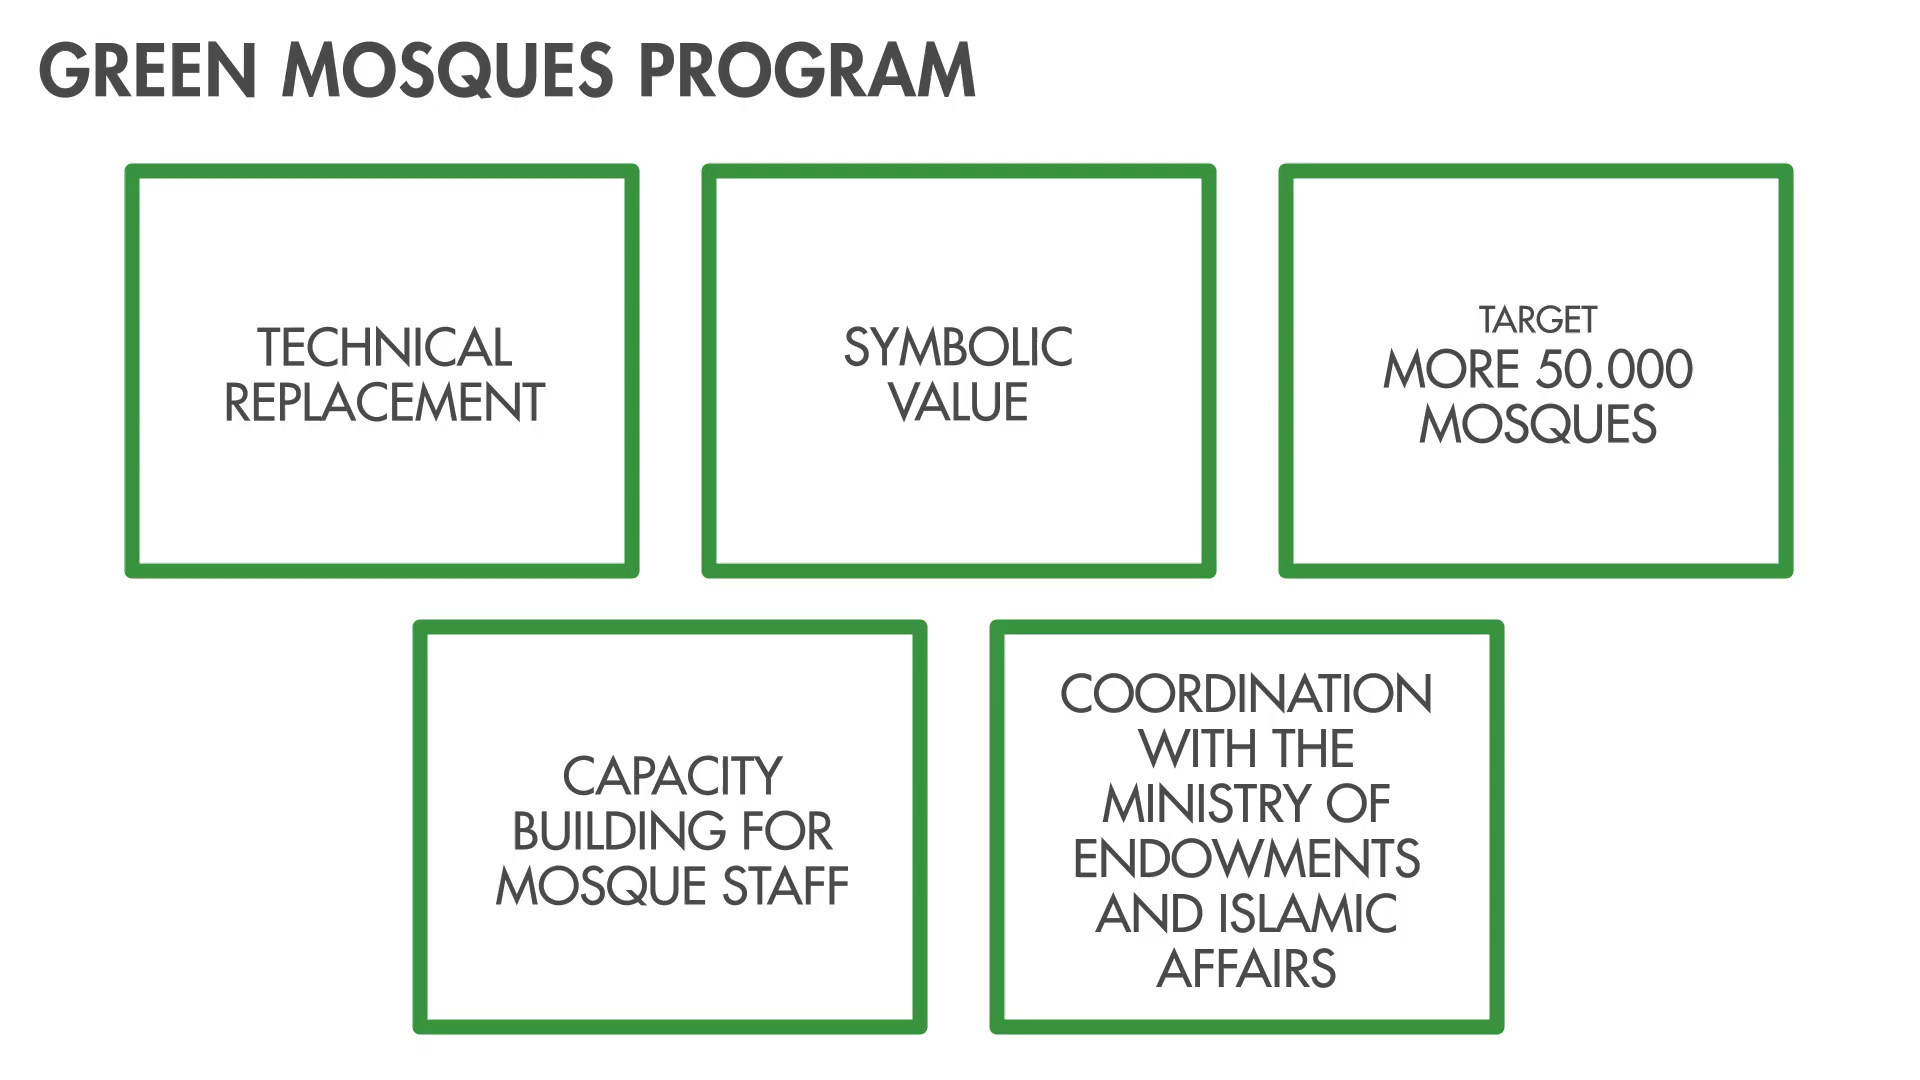 GREEN MOSQUES PROGRAM
TECHNICAL
REPLACEMENT
SYMBOLIC
VALUE
TARGET
MORE 50.000
MOSQUES
CAPACITY
BUILDING FOR
MOSQUE STAFF
COORDINATION
WITH THE
MINISTRY OF
ENDOWMENTS
AND ISLAMIC
AFFAIRS